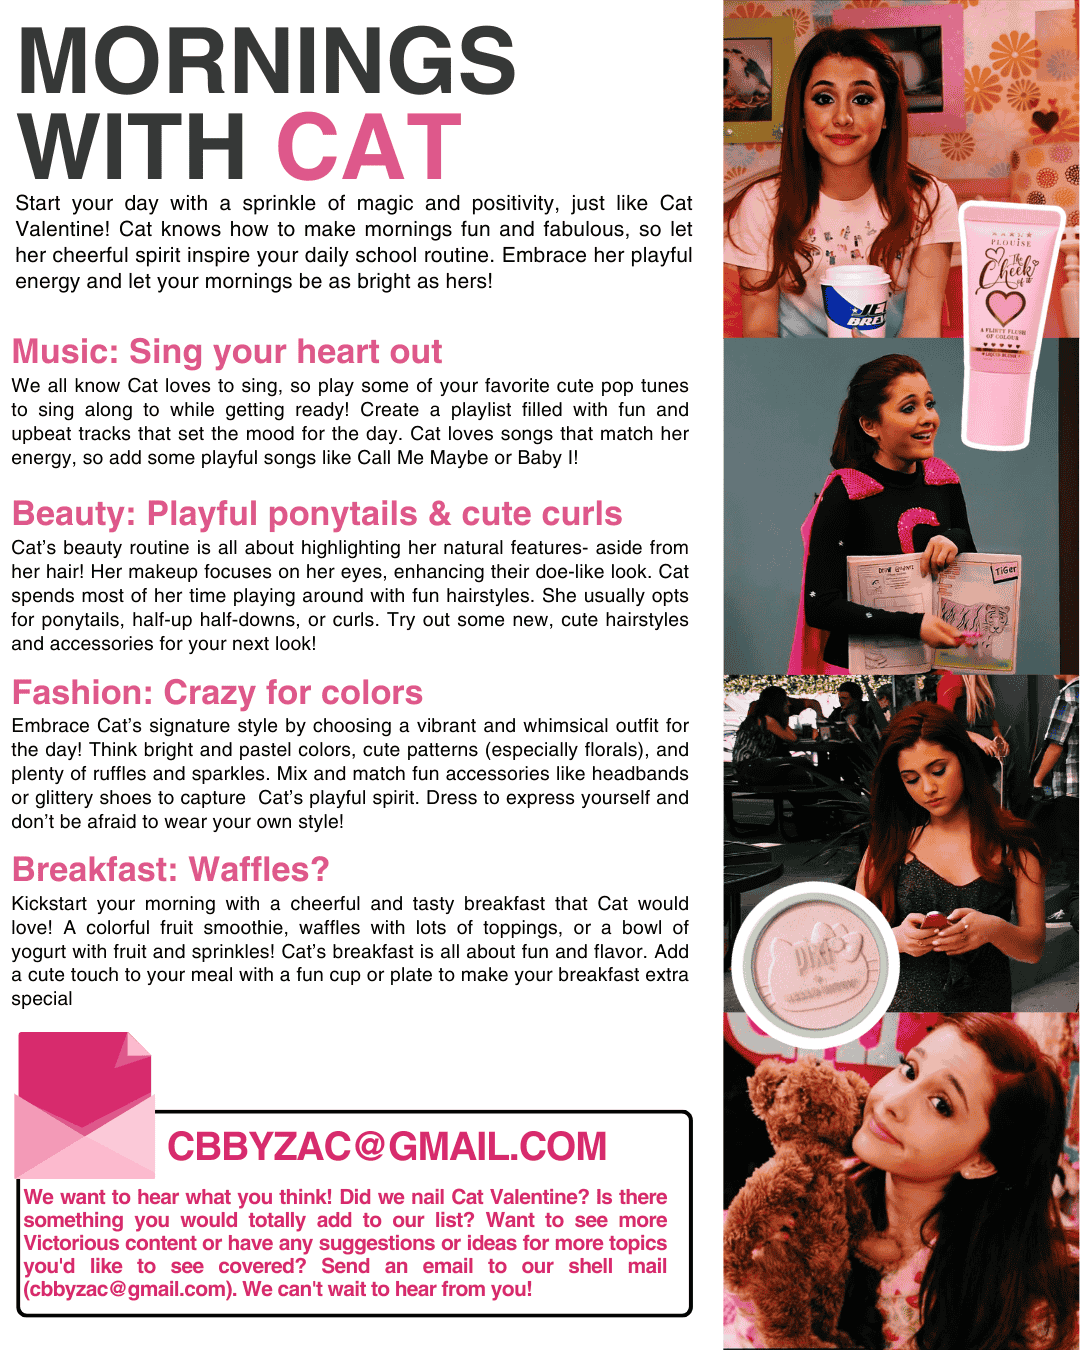 MORNINGS
WITH CAT
Start your day with a sprinkle of magic and positivity, just like Cat
Valentine! Cat knows how to make mornings fun and fabulous, so let
her cheerful spirit inspire your daily school routine. Embrace her playful
energy and let your mornings be as bright as hers!
Music: Sing your heart out
We all know Cat loves to sing, so play some of your favorite cute pop tunes
to sing along to while getting ready! Create a playlist filled with fun and
upbeat tracks that set the mood for the day. Cat loves songs that match her
energy, so add some playful songs like Call Me Maybe or Baby I!
Beauty: Playful ponytails & cute curls
Cat’s beauty routine is all about highlighting her natural features- aside from
her hair! Her makeup focuses on her eyes, enhancing their doe-like look. Cat
spends most of her time playing around with fun hairstyles. She usually opts
for ponytails, half-up half-downs, or curls. Try out some new, cute hairstyles
and accessories for your next look!
Fashion: Crazy for colors
Embrace Cat’s signature style by choosing a vibrant and whimsical outfit for
the day! Think bright and pastel colors, cute patterns (especially florals), and
plenty of ruffles and sparkles. Mix and match fun accessories like headbands
or glittery shoes to capture  Cat’s playful spirit. Dress to express yourself and
don’t be afraid to wear your own style!
Breakfast: Waffles?
Kickstart your morning with a cheerful and tasty breakfast that Cat would
love! A colorful fruit smoothie, waffles with lots of toppings, or a bowl of
yogurt with fruit and sprinkles! Cat’s breakfast is all about fun and flavor. Add
a cute touch to your meal with a fun cup or plate to make your breakfast extra
special
CBBYZAC@GMAIL.COM
We want to hear what you think! Did we nail Cat Valentine? Is there
something you would totally add to our list? Want to see more
Victorious content or have any suggestions or ideas for more topics
you'd like to see covered? Send an email to our shell mail
(cbbyzac@gmail.com). We can't wait to hear from you!
PLOUISE
The
Cheek
of it
A FLIRTY FLUSH
OF COLOUR
LIQUID BLUSH
TiGer